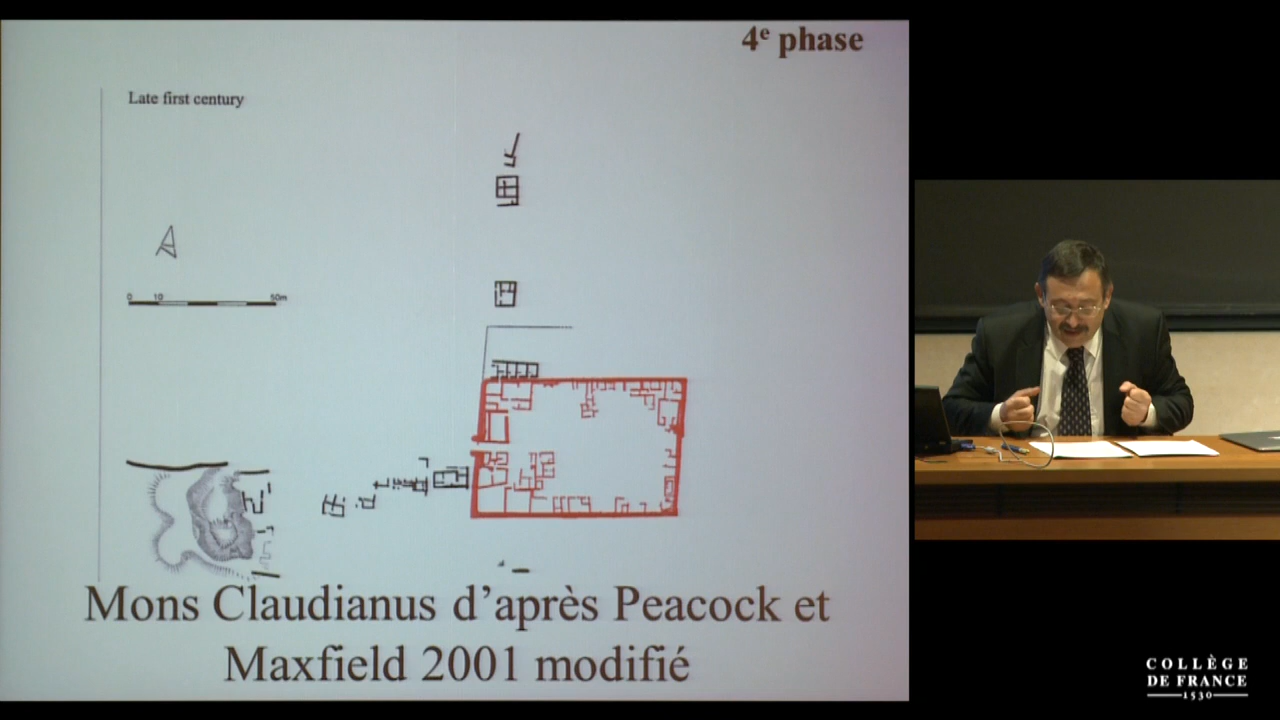 4e phase
Late first century
0 10 50m
Mons Claudianus d'après Peacock et
Maxfield 2001 modifié
COLLÈGE
DE FRANCE
1530